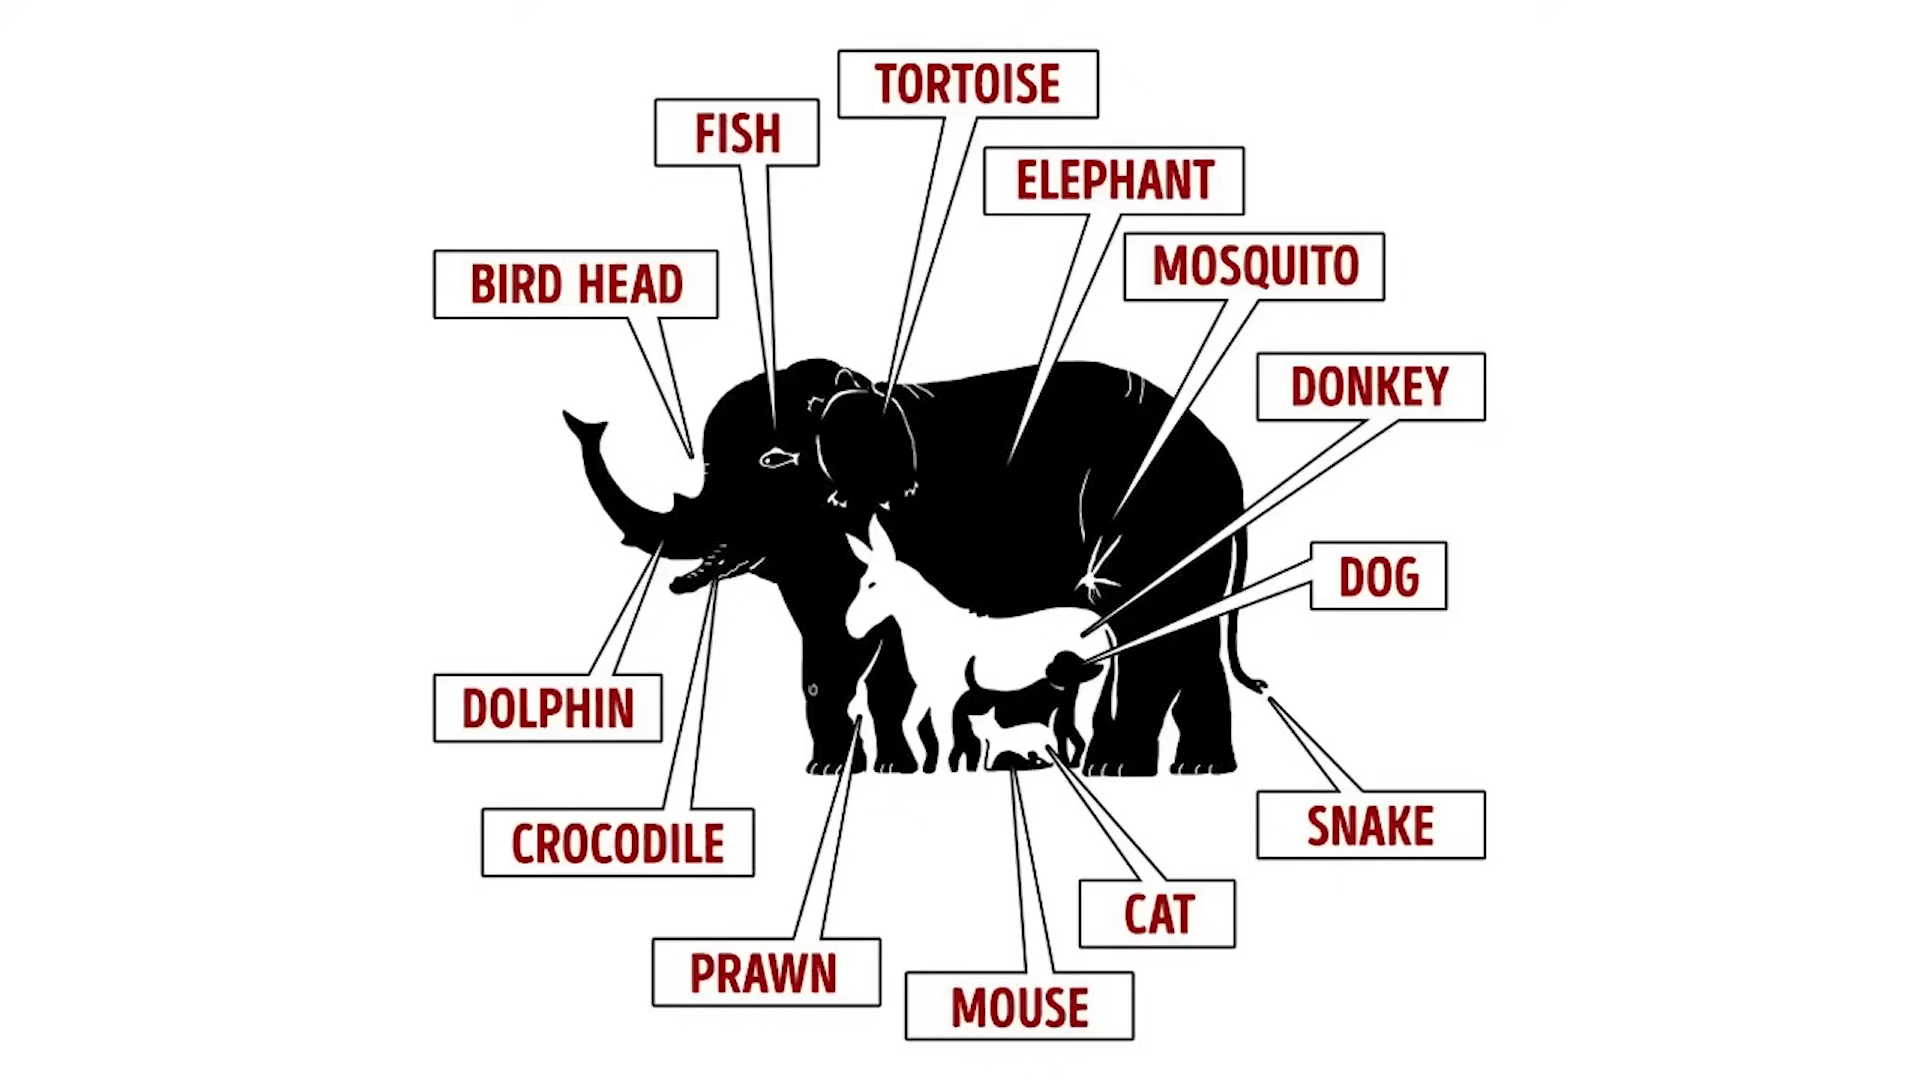 TORTOISE
FISH
ELEPHANT
MOSQUITO
BIRD HEAD
DONKEY
DOG
DOLPHIN
SNAKE
CROCODILE
CAT
PRAWN
MOUSE